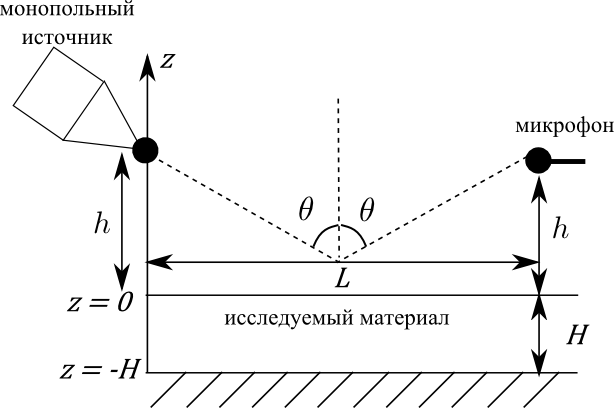 монопольный
источник
z
микрофон
θ θ
h
h
L
z = 0
исследуемый материал
H
z = -H